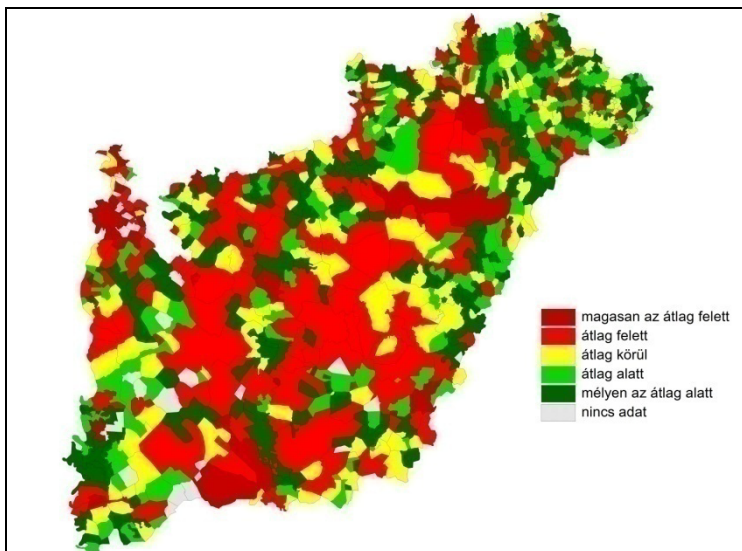 magasan az átlag felett
átlag felett
átlag körül
átlag alatt
mélyen az átlag alatt
nincs adat